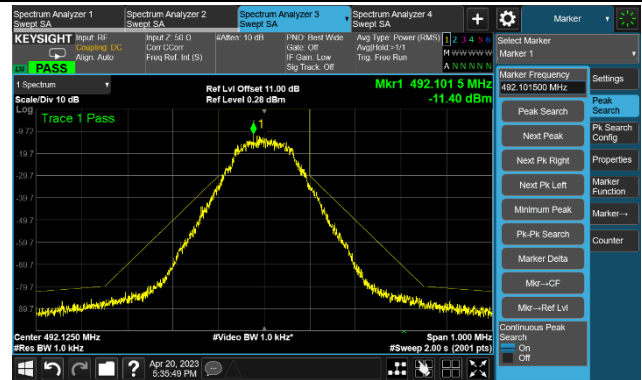 Spectrum Analyzer 1
Swept SA
Spectrum Analyzer 2
Swept SA
Spectrum Analyzer 3
Swept SA
Spectrum Analyzer 4
Swept SA
+
Marker
KEYSIGHT
Input: RF
Coupling: DC
Align: Auto
Input Z: 50 Ω
Corr CCorr
Freq Ref: Int (S)
#Atten: 10 dB
PNO: Best Wide
Gate: Off
IF Gain: Low
Sig Track: Off
Avg Type: Power (RMS)
Avg|Hold:>1/1
Trig: Free Run
1 2 3 4 5 6
M W W W W W
A N N N N N
PASS
Select Marker
Marker 1
1 Spectrum
Scale/Div 10 dB
Log
Ref Lvl Offset 11.00 dB
Ref Level 0.28 dBm
Mkr1 492.101 5 MHz
-11.40 dBm
Trace 1 Pass
1
-9.72
-19.7
-29.7
-49.7
-59.7
-69.7
-79.7
Center 492.1250 MHz
#Res BW 1.0 kHz
#Video BW 1.0 kHz*
Span 1.000 MHz
#Sweep 2.00 s (2001 pts)
Marker Frequency
492.101500 MHz
Peak Search
Next Peak
Next Pk Right
Next Pk Left
Minimum Peak
Pk-Pk Search
Marker Delta
Mkr→CF
Mkr→Ref Lvl
Continuous Peak
Search
On
Off
Settings
Peak
Search
Pk Search
Config
Properties
Marker
Function
Marker→
Counter
?
Apr 20, 2023
5:35:49 PM